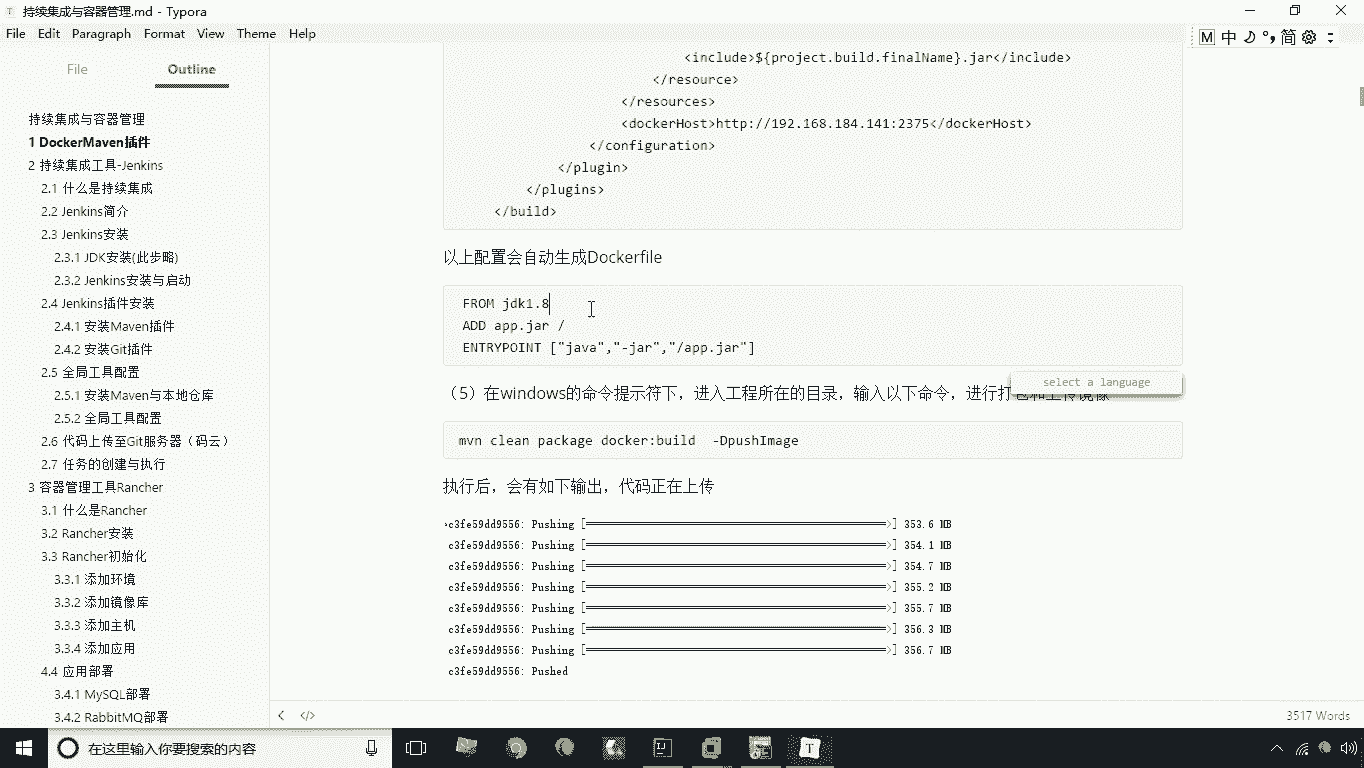 持续集成与容器管理.md - Typora
File Edit Paragraph Format View Theme Help
M 中 简
File Outline
持续集成与容器管理
1 DockerMaven插件
2 持续集成工具-Jenkins
2.1 什么是持续集成
2.2 Jenkins简介
2.3 Jenkins安装
2.3.1 JDK安装(此步略)
2.3.2 Jenkins安装与启动
2.4 Jenkins插件安装
2.4.1 安装Maven插件
2.4.2 安装Git插件
2.5 全局工具配置
2.5.1 安装Maven与本地仓库
2.5.2 全局工具配置
2.6 代码上传至Git服务器（码云）
2.7 任务的创建与执行
3 容器管理工具Rancher
3.1 什么是Rancher
3.2 Rancher安装
3.3 Rancher初始化
3.3.1 添加环境
3.3.2 添加镜像库
3.3.3 添加主机
3.3.4 添加应用
4.4 应用部署
3.4.1 MySQL部署
3.4.2 RabbitMQ部署
<include>${project.build.finalName}.jar</include>
</resource>
</resources>
<dockerHost>http://192.168.184.141:2375</dockerHost>
</configuration>
</plugin>
</plugins>
</build>
以上配置会自动生成Dockerfile
FROM jdk1.8
ADD app.jar /
ENTRYPOINT ["java","-jar","/app.jar"]
select a language
（5）在windows的命令提示符下，进入工程所在的目录，输入以下命令，进行打包和上传镜像
mvn clean package docker:build  -DpushImage
执行后，会有如下输出，代码正在上传
c3fe59dd9556: Pushing [==================================================>] 353.6 MB
c3fe59dd9556: Pushing [==================================================>] 354.1 MB
c3fe59dd9556: Pushing [==================================================>] 354.7 MB
c3fe59dd9556: Pushing [==================================================>] 355.2 MB
c3fe59dd9556: Pushing [==================================================>] 355.7 MB
c3fe59dd9556: Pushing [==================================================>] 356.3 MB
c3fe59dd9556: Pushing [==================================================>] 356.7 MB
c3fe59dd9556: Pushed
3517 Words
在这里输入你要搜索的内容